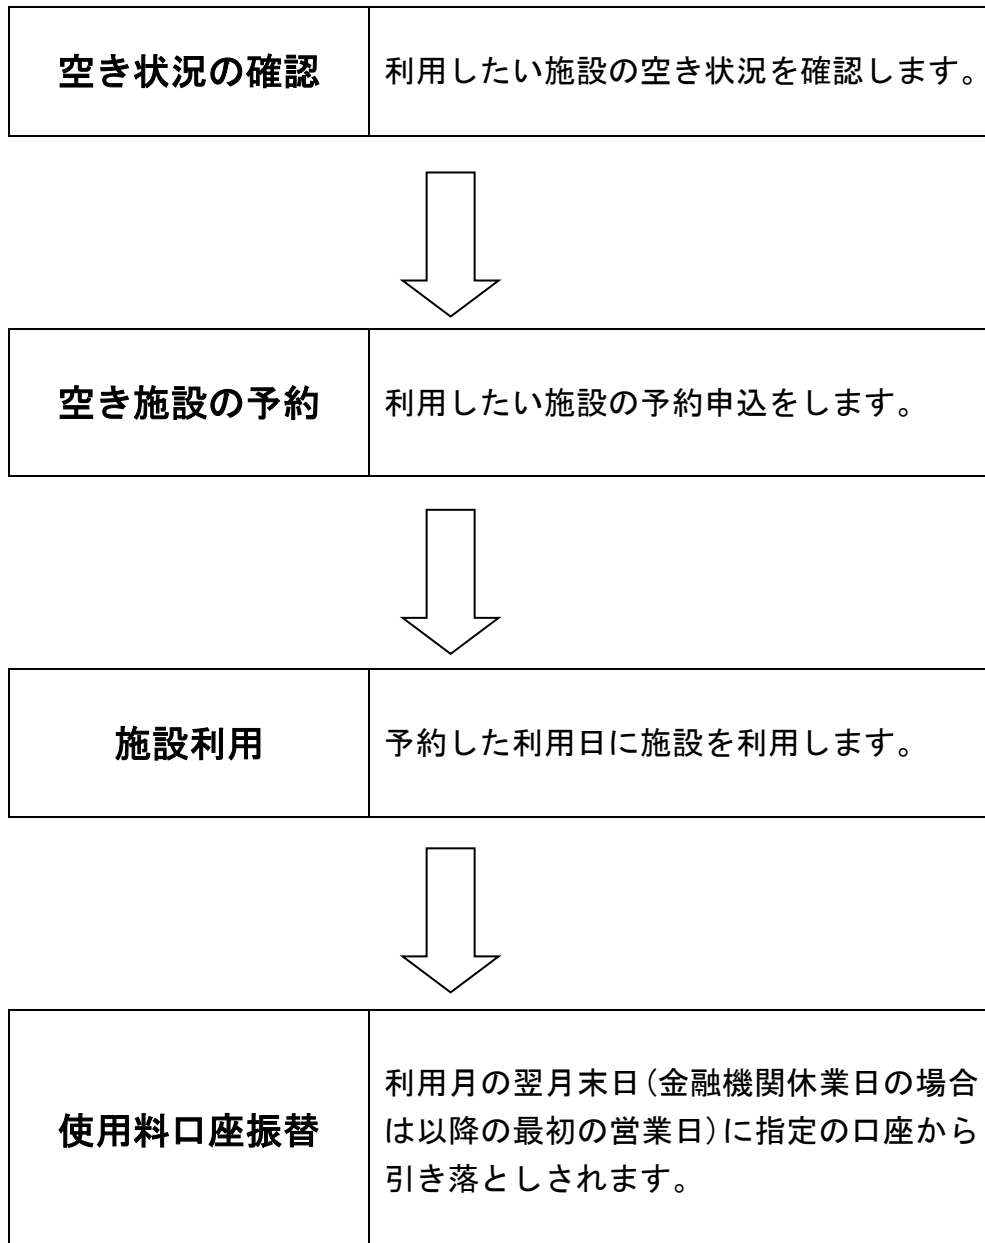 空き状況の確認
利用したい施設の空き状況を確認します。
空き施設の予約
利用したい施設の予約申込をします。
施設利用
予約した利用日に施設を利用します。
使用料口座振替
利用月の翌月末日(金融機関休業日の場合
は以降の最初の営業日)に指定の口座から
引き落としされます。